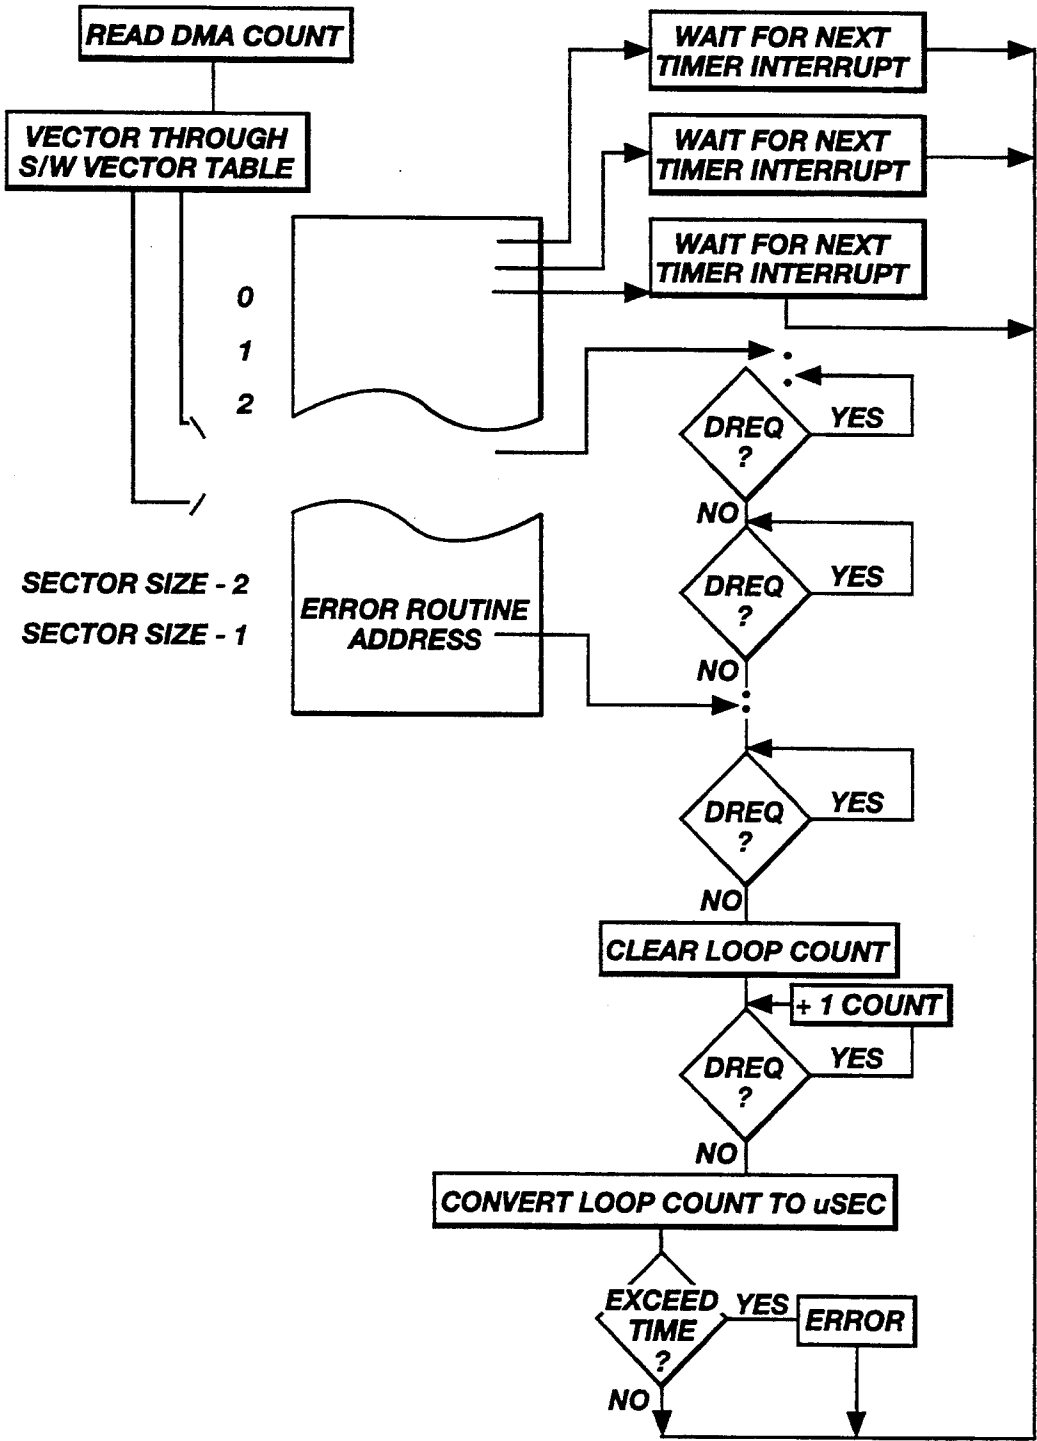 READ DMA COUNT
VECTOR THROUGH
S/W VECTOR TABLE
WAIT FOR NEXT
TIMER INTERRUPT
WAIT FOR NEXT
TIMER INTERRUPT
WAIT FOR NEXT
TIMER INTERRUPT
0
1
2
DREQ
?
YES
NO
DREQ
?
YES
NO
SECTOR SIZE - 2
SECTOR SIZE - 1
ERROR ROUTINE
ADDRESS
DREQ
?
YES
NO
CLEAR LOOP COUNT
+ 1 COUNT
DREQ
?
YES
NO
CONVERT LOOP COUNT TO uSEC
EXCEED
TIME
?
YES
ERROR
NO